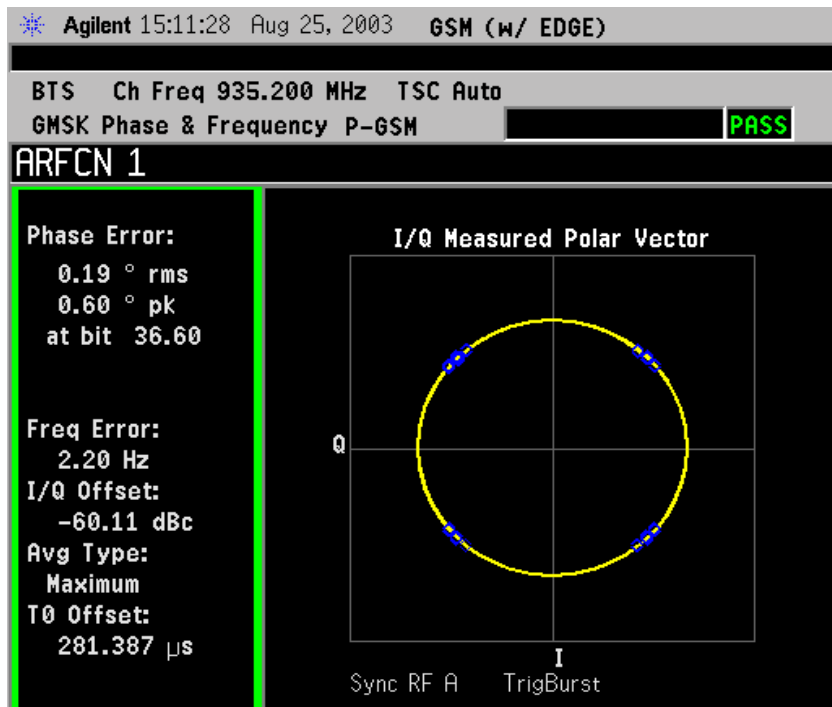 Agilent 15:11:28 Aug 25, 2003 GSM (w/ EDGE)
BTS Ch Freq 935.200 MHz TSC Auto
GMSK Phase & Frequency P-GSM PASS
ARFCN 1
Phase Error:
0.19 ° rms
0.60 ° pk
at bit 36.60
Freq Error:
2.20 Hz
I/Q Offset:
-60.11 dBc
Avg Type:
Maximum
T0 Offset:
281.387 µs
I/Q Measured Polar Vector
Q
I
Sync RF A TrigBurst